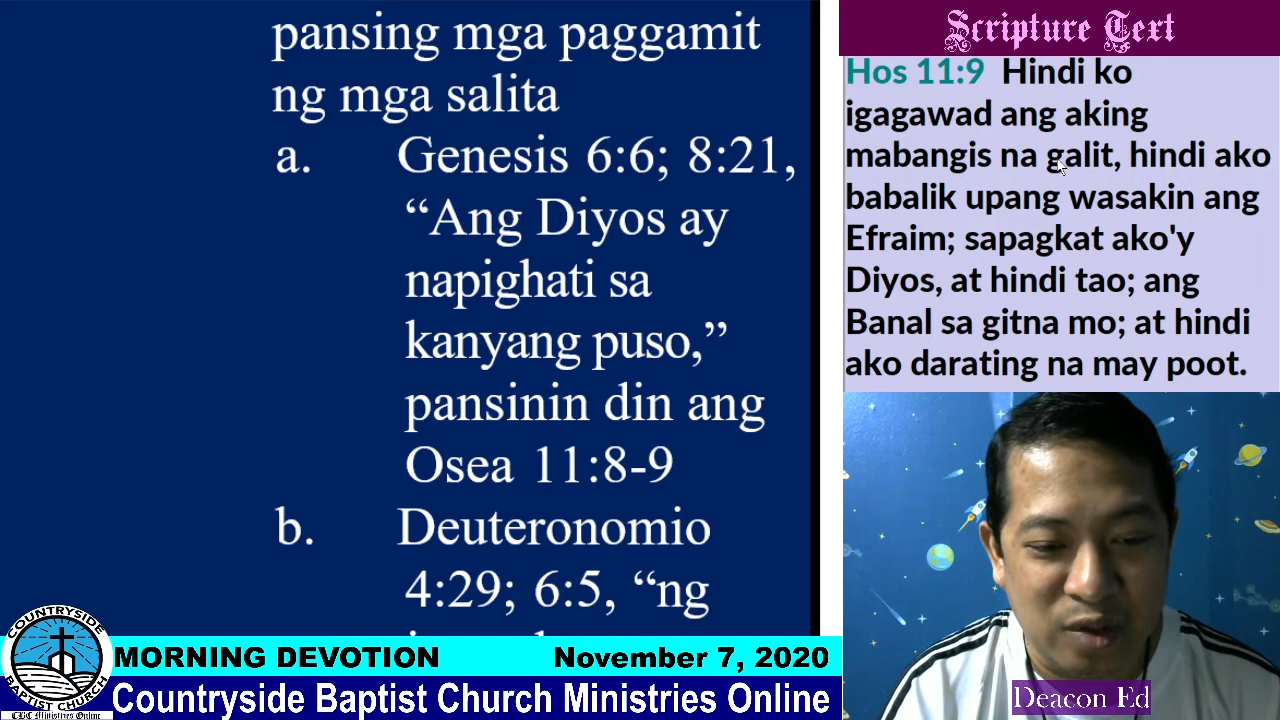 pansing mga paggamit
ng mga salita
a. Genesis 6:6; 8:21,
“Ang Diyos ay
napighati sa
kanyang puso,”
pansinin din ang
Osea 11:8-9
b. Deuteronomio
4:29; 6:5, “ng
Scripture Text
Hos 11:9 Hindi ko
igagawad ang aking
mabangis na galit, hindi ako
babalik upang wasakin ang
Efraim; sapagkat ako'y
Diyos, at hindi tao; ang
Banal sa gitna mo; at hindi
ako darating na may poot.
COUNTRYSIDE
BAPTIST CHURCH
CBC Ministries Online
MORNING DEVOTION November 7, 2020
Countryside Baptist Church Ministries Online
Deacon Ed